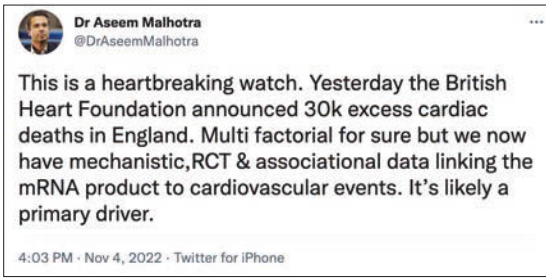 Dr Aseem Malhotra
@DrAseemMalhotra
This is a heartbreaking watch. Yesterday the British
Heart Foundation announced 30k excess cardiac
deaths in England. Multi factorial for sure but we now
have mechanistic,RCT & associational data linking the
mRNA product to cardiovascular events. It's likely a
primary driver.
4:03 PM · Nov 4, 2022 · Twitter for iPhone